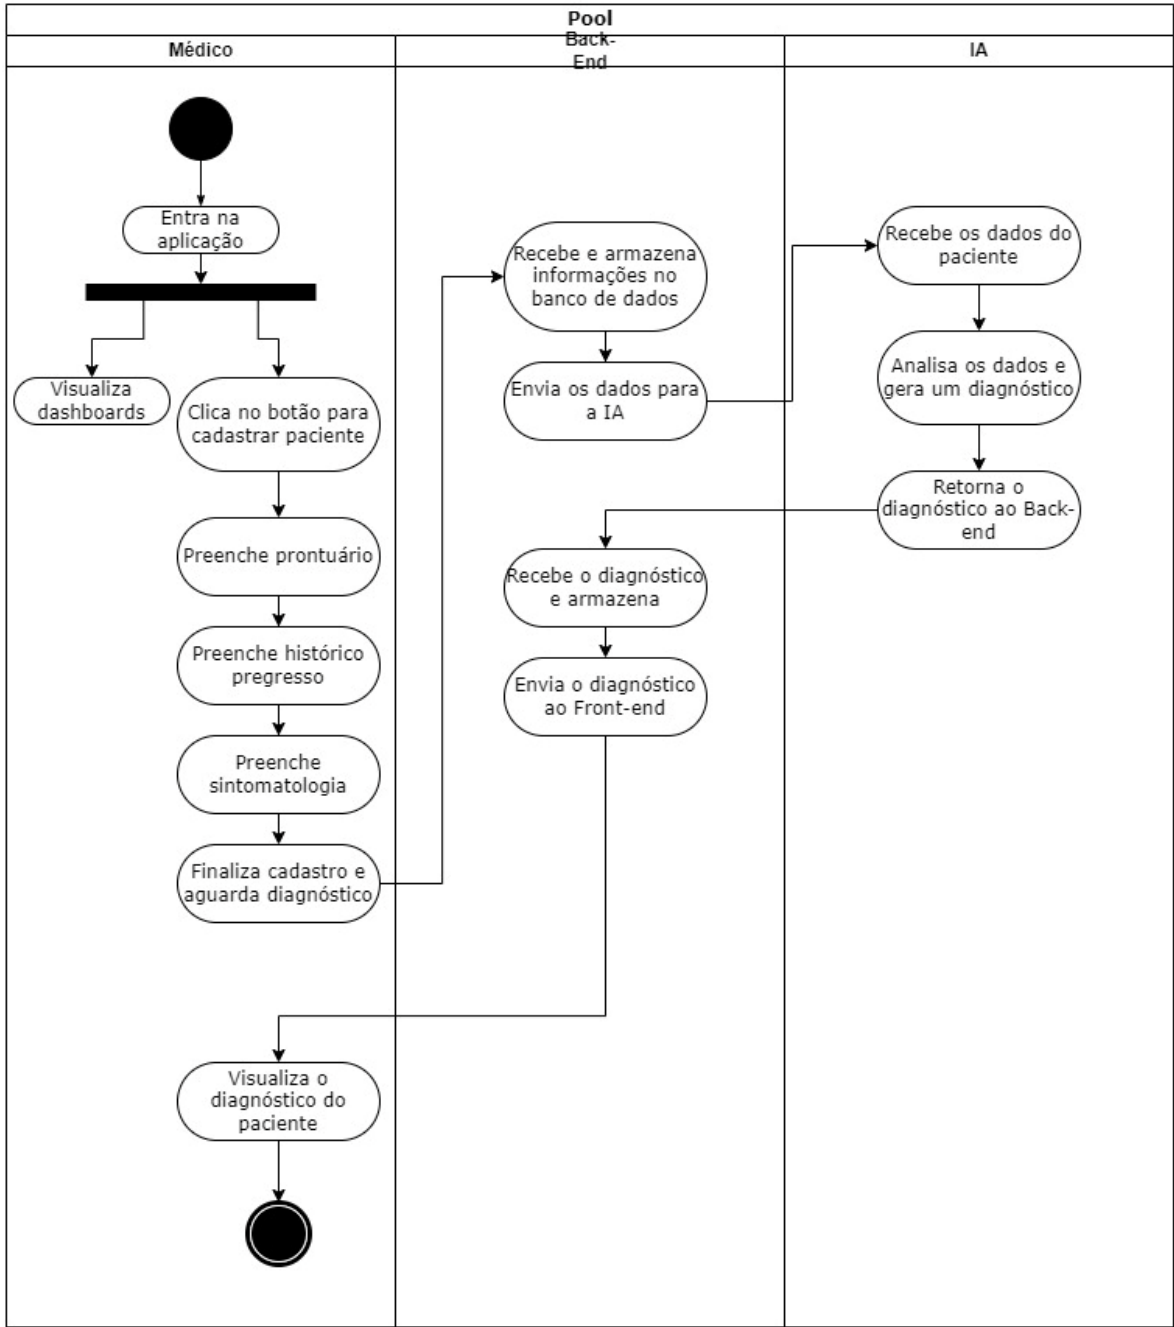 Pool
Médico
Back-
End
IA
Entra na
aplicação
Visualiza
dashboards
Clica no botão para
cadastrar paciente
Preenche prontuário
Preenche histórico
pregresso
Preenche
sintomatologia
Finaliza cadastro e
aguarda diagnóstico
Recebe e armazena
informações no
banco de dados
Envia os dados para
a IA
Recebe os dados do
paciente
Analisa os dados e
gera um diagnóstico
Retorna o
diagnóstico ao Back-
end
Recebe o diagnóstico
e armazena
Envia o diagnóstico
ao Front-end
Visualiza o
diagnóstico do
paciente